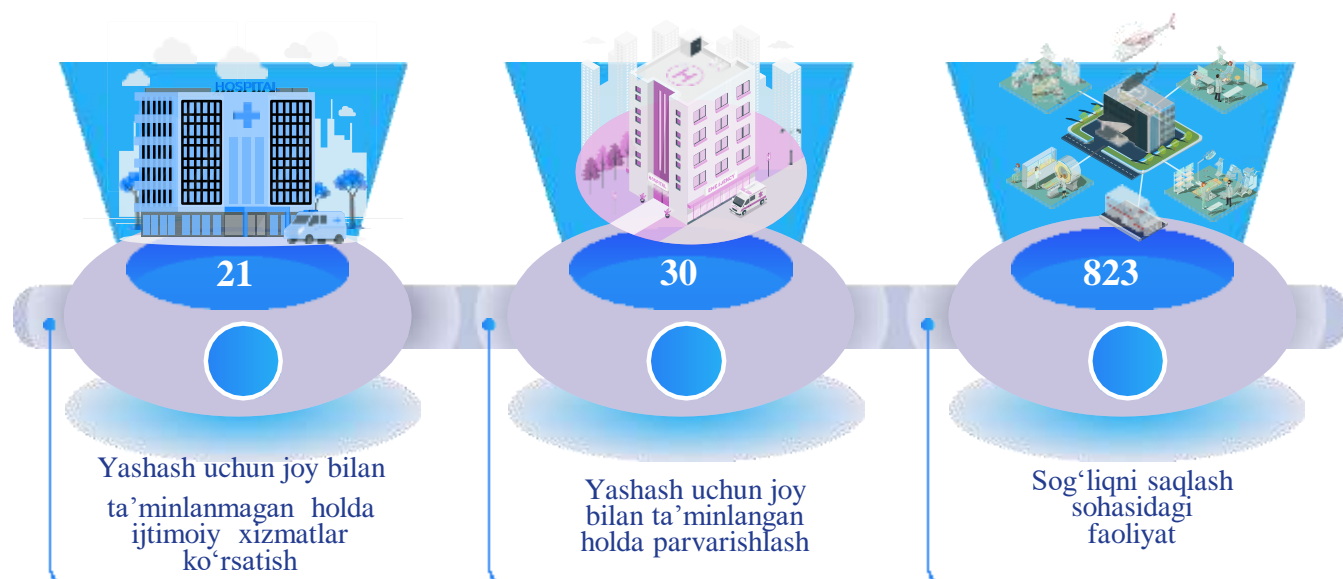 HOSPITAL
21
30
823
Yashash uchun joy bilan
ta’minlanmagan holda
ijtimoiy xizmatlar
ko‘rsatish
Yashash uchun joy
bilan ta’minlangan
holda parvarishlash
Sog‘liqni saqlash
sohasidagi
faoliyat